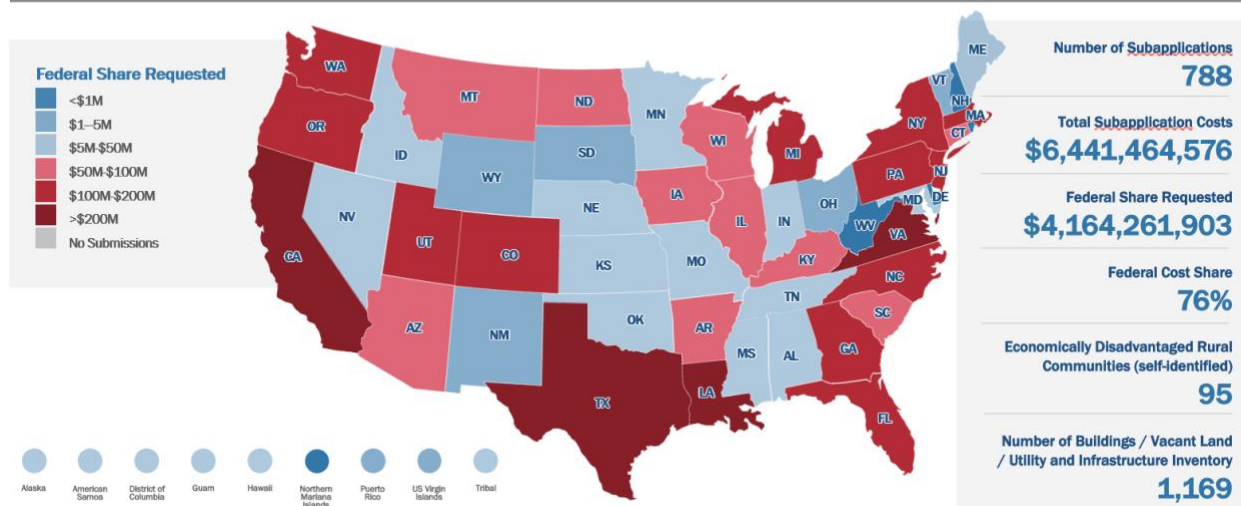 Federal Share Requested
<$1M
$1–5M
$5M-$50M
$50M-$100M
$100M-$200M
>$200M
No Submissions
WA
OR
CA
NV
ID
MT
WY
UT
AZ
CO
NM
ND
SD
NE
KS
OK
TX
MN
IA
MO
AR
LA
WI
IL
IN
MI
OH
KY
TN
MS
AL
GA
FL
SC
NC
VA
WV
MD
DE
PA
NJ
NY
CT
MA
VT
NH
ME
Number of Subapplications
788
Total Subapplication Costs
$6,441,464,576
Federal Share Requested
$4,164,261,903
Federal Cost Share
76%
Economically Disadvantaged Rural
Communities (self-identified)
95
Number of Buildings / Vacant Land
/ Utility and Infrastructure Inventory
1,169
Alaska
American
Samoa
District of
Columbia
Guam
Hawaii
Northern
Mariana
Islands
Puerto
Rico
US Virgin
Islands
Tribal